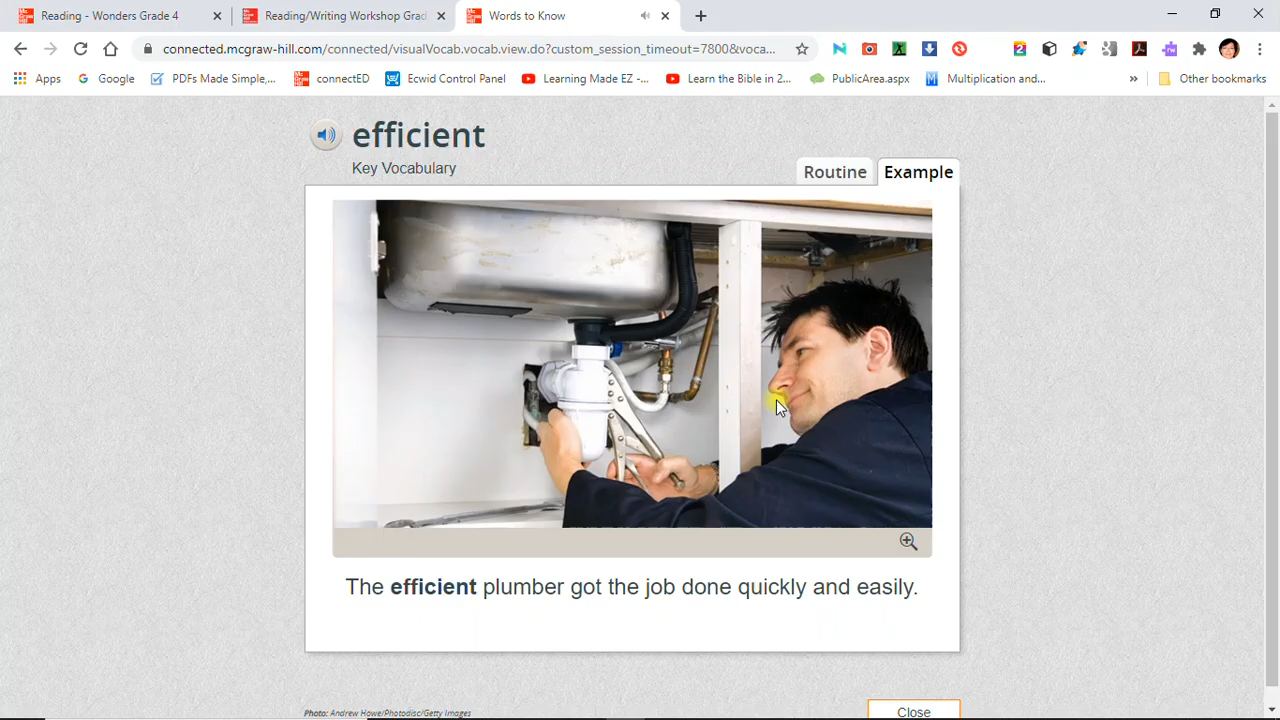 Reading - Wonders Grade 4
Reading/Writing Workshop Grad
Words to Know
connected.mcgraw-hill.com/connected/visualVocab.vocab.view.do?custom_session_timeout=7800&voca...
Apps
Google
PDFs Made Simple,...
connectED
Ecwid Control Panel
Learning Made EZ -...
Learn the Bible in 2...
PublicArea.aspx
Multiplication and...
»
Other bookmarks
efficient
Key Vocabulary
Routine
Example
The efficient plumber got the job done quickly and easily.
Photo: Andrew Howe/Photodisc/Getty Images
Close